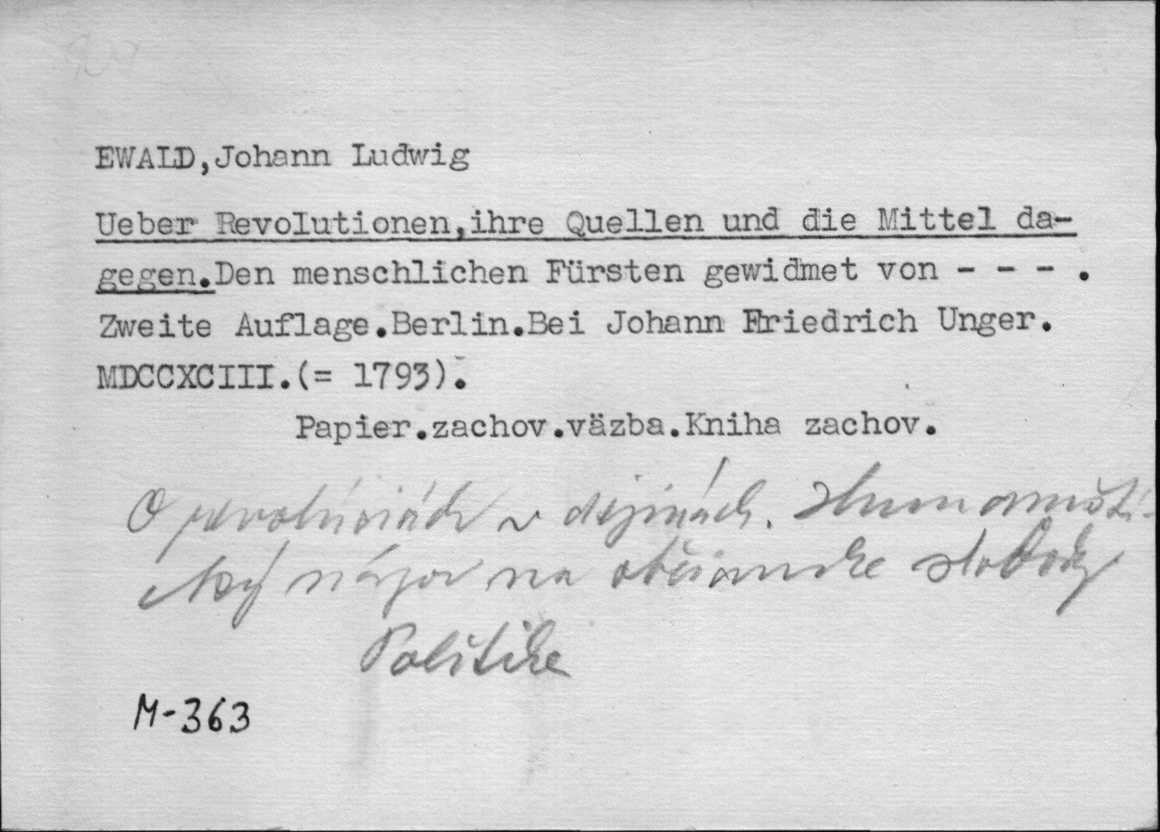 EWALD,Johann Ludwig
Ueber Revolutionen,ihre Quellen und die Mittel da-
gegen.Den menschlichen Fürsten gewidmet von - - - .
Zweite Auflage.Berlin.Bei Johann Friedrich Unger.
MDCCXCIII.(= 1793).
Papier.zachov.väzba.Kniha zachov.
O revolúciách v dejinách. Humanisti-
cký názor na občianske slobody
Politika
M-363